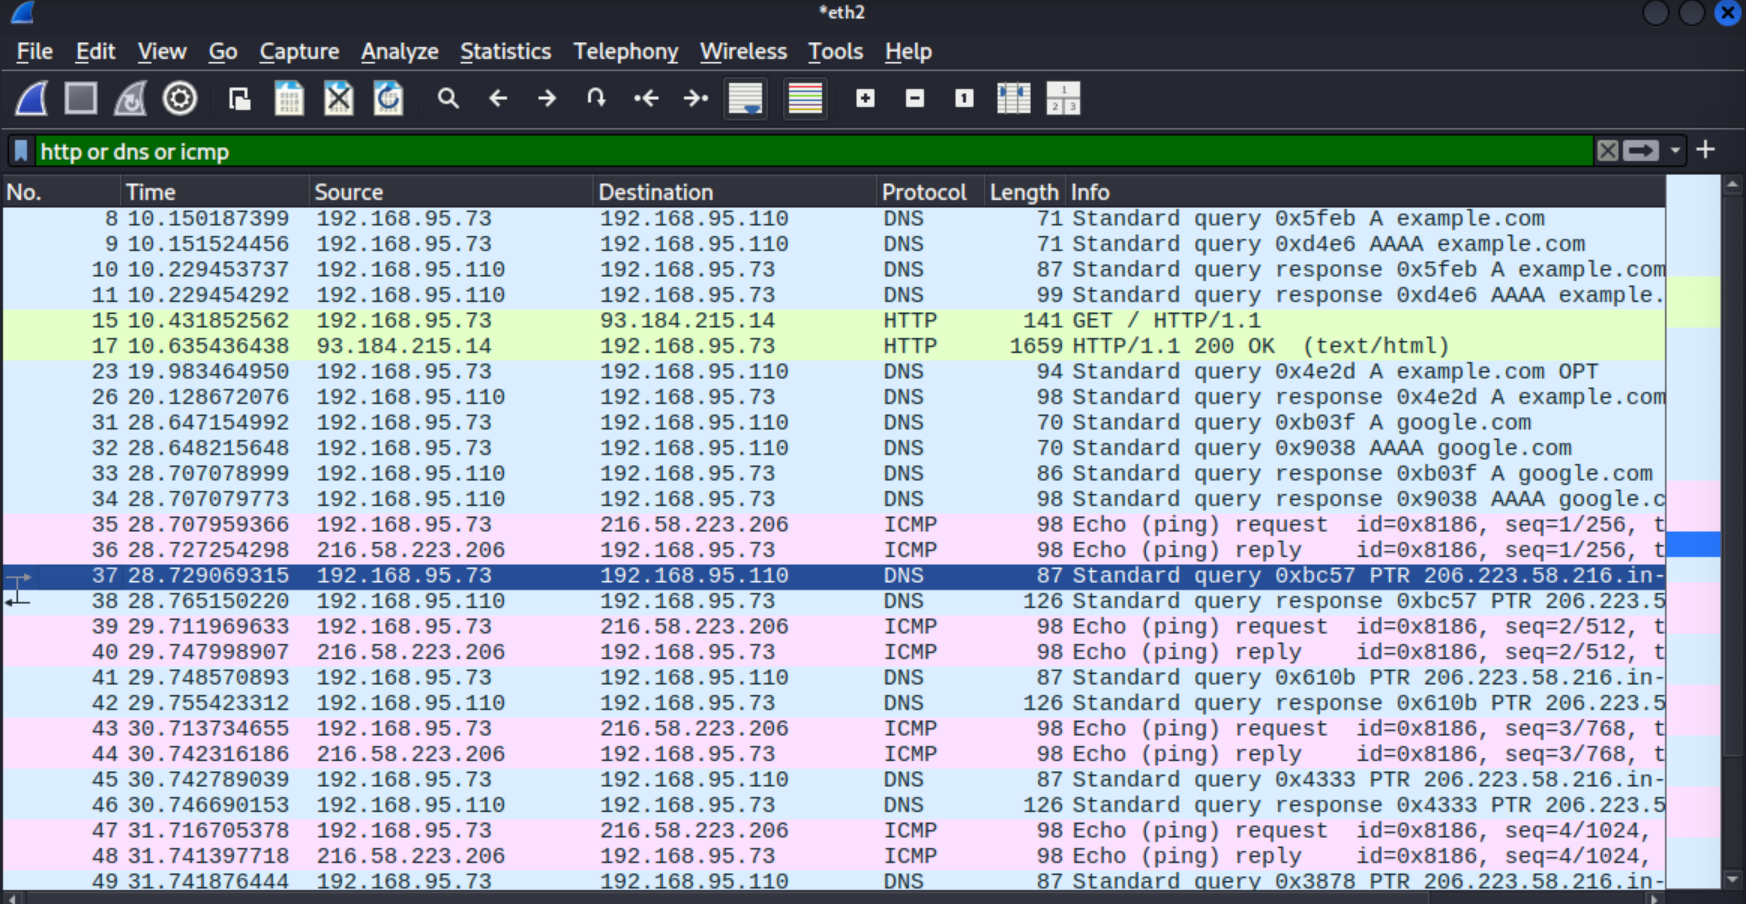 *eth2
File Edit View Go Capture Analyze Statistics Telephony Wireless Tools Help
http or dns or icmp
No. Time Source Destination Protocol Length Info
8 10.150187399 192.168.95.73 192.168.95.110 DNS 71 Standard query 0x5feb A example.com
9 10.151524456 192.168.95.73 192.168.95.110 DNS 71 Standard query 0xd4e6 AAAA example.com
10 10.229453737 192.168.95.110 192.168.95.73 DNS 87 Standard query response 0x5feb A example.com
11 10.229454292 192.168.95.110 192.168.95.73 DNS 99 Standard query response 0xd4e6 AAAA example.
15 10.431852562 192.168.95.73 93.184.215.14 HTTP 141 GET / HTTP/1.1
17 10.635436438 93.184.215.14 192.168.95.73 HTTP 1659 HTTP/1.1 200 OK (text/html)
23 19.983464950 192.168.95.73 192.168.95.110 DNS 94 Standard query 0x4e2d A example.com OPT
26 20.128672076 192.168.95.110 192.168.95.73 DNS 98 Standard query response 0x4e2d A example.com
31 28.647154992 192.168.95.73 192.168.95.110 DNS 70 Standard query 0xb03f A google.com
32 28.648215648 192.168.95.73 192.168.95.110 DNS 70 Standard query 0x9038 AAAA google.com
33 28.707078999 192.168.95.110 192.168.95.73 DNS 86 Standard query response 0xb03f A google.com
34 28.707079773 192.168.95.110 192.168.95.73 DNS 98 Standard query response 0x9038 AAAA google.c
35 28.707959366 192.168.95.73 216.58.223.206 ICMP 98 Echo (ping) request id=0x8186, seq=1/256, t
36 28.727254298 216.58.223.206 192.168.95.73 ICMP 98 Echo (ping) reply id=0x8186, seq=1/256, t
37 28.729069315 192.168.95.73 192.168.95.110 DNS 87 Standard query 0xbc57 PTR 206.223.58.216.in-
38 28.765150220 192.168.95.110 192.168.95.73 DNS 126 Standard query response 0xbc57 PTR 206.223.5
39 29.711969633 192.168.95.73 216.58.223.206 ICMP 98 Echo (ping) request id=0x8186, seq=2/512, t
40 29.747998907 216.58.223.206 192.168.95.73 ICMP 98 Echo (ping) reply id=0x8186, seq=2/512, t
41 29.748570893 192.168.95.73 192.168.95.110 DNS 87 Standard query 0x610b PTR 206.223.58.216.in-
42 29.755423312 192.168.95.110 192.168.95.73 DNS 126 Standard query response 0x610b PTR 206.223.5
43 30.713734655 192.168.95.73 216.58.223.206 ICMP 98 Echo (ping) request id=0x8186, seq=3/768, t
44 30.742316186 216.58.223.206 192.168.95.73 ICMP 98 Echo (ping) reply id=0x8186, seq=3/768, t
45 30.742789039 192.168.95.73 192.168.95.110 DNS 87 Standard query 0x4333 PTR 206.223.58.216.in-
46 30.746690153 192.168.95.110 192.168.95.73 DNS 126 Standard query response 0x4333 PTR 206.223.5
47 31.716705378 192.168.95.73 216.58.223.206 ICMP 98 Echo (ping) request id=0x8186, seq=4/1024,
48 31.741397718 216.58.223.206 192.168.95.73 ICMP 98 Echo (ping) reply id=0x8186, seq=4/1024,
49 31.741876444 192.168.95.73 192.168.95.110 DNS 87 Standard query 0x3878 PTR 206.223.58.216.in-